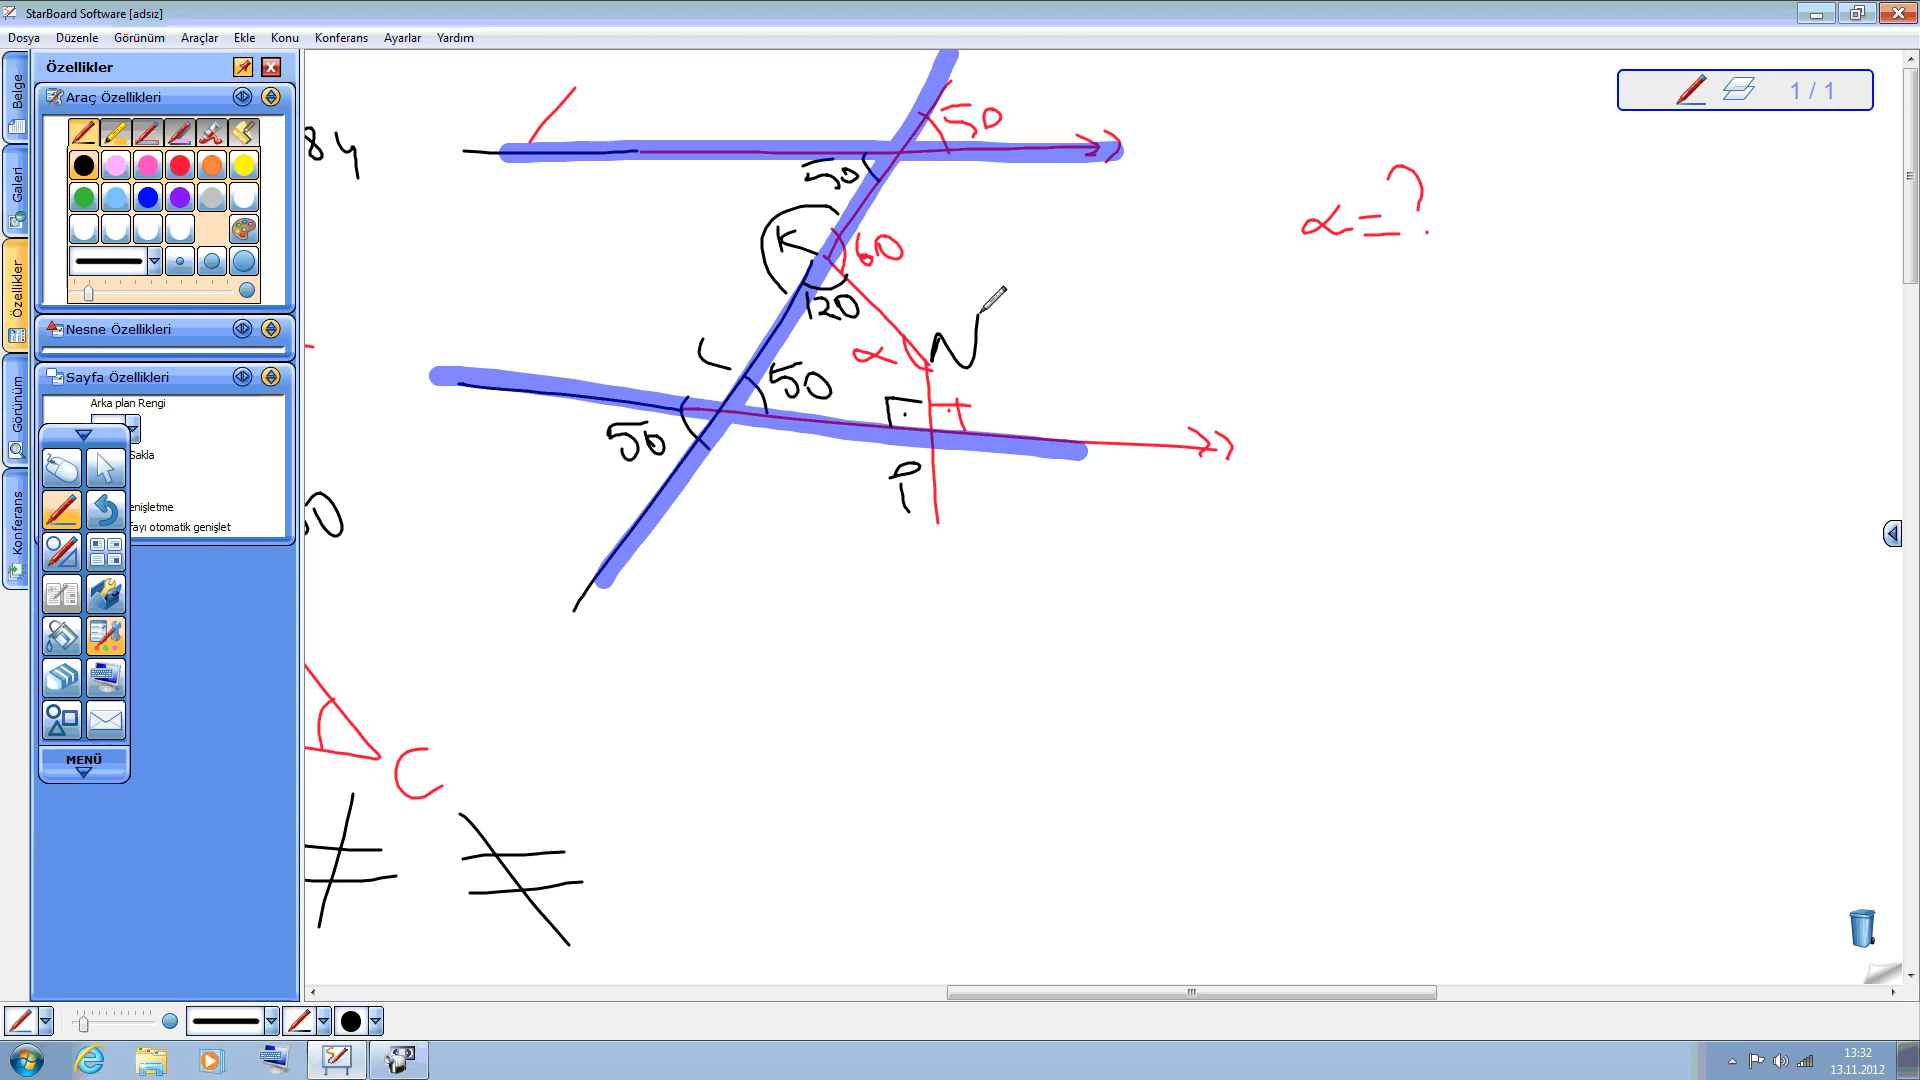 StarBoard Software [adsız]
Dosya Düzenle Görünüm Araçlar Ekle Konu Konferans Ayarlar Yardım
Belge
Galeri
Özellikler
Görünüm
Konferans
Özellikler
Araç Özellikleri
Nesne Özellikleri
Sayfa Özellikleri
Arka plan Rengi
Sakla
enişletme
fayı otomatik genişlet
MENÜ
1 / 1
84
50
50
α = ?
K
60
120
N
L
α
50
50
P
C
13:32
13.11.2012